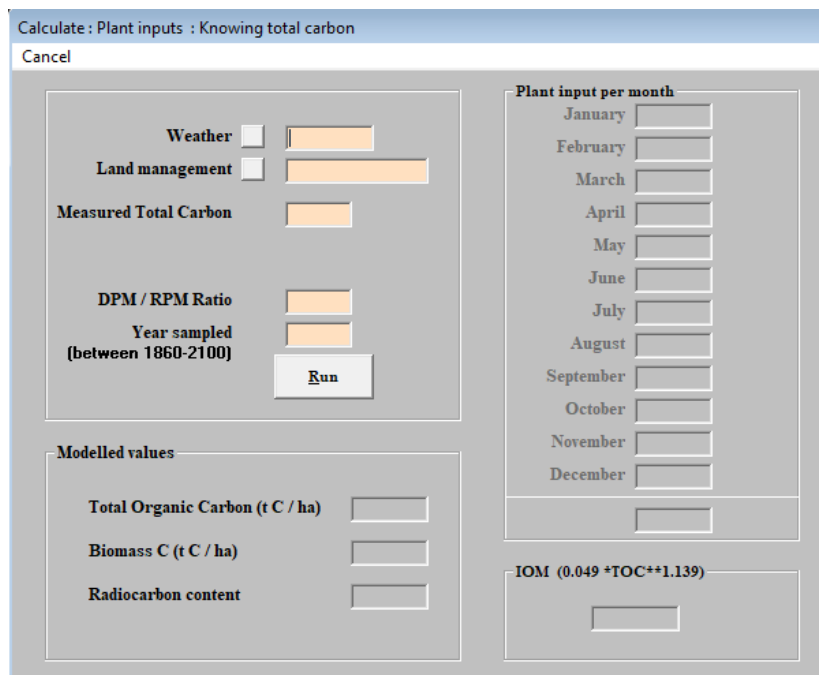 Calculate : Plant inputs : Knowing total carbon
Cancel
Weather
Land management
Measured Total Carbon
DPM / RPM Ratio
Year sampled
(between 1860-2100)
Run
Modelled values
Total Organic Carbon (t C / ha)
Biomass C (t C / ha)
Radiocarbon content
Plant input per month
January
February
March
April
May
June
July
August
September
October
November
December
IOM (0.049 *TOC**1.139)